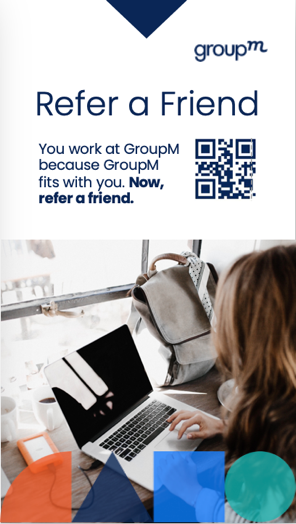 groupm
Refer a Friend
You work at GroupM
because GroupM
fits with you. Now,
refer a friend.